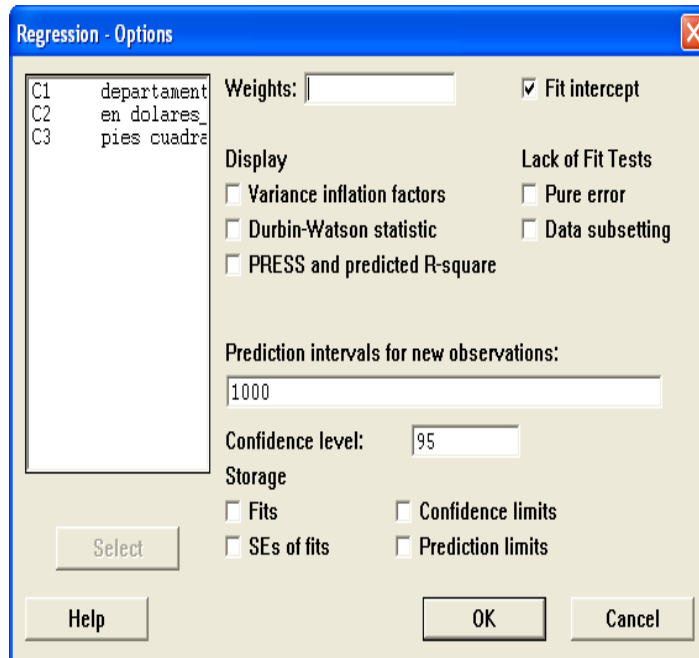 Regression - Options
C1 departament
C2 en dolares_
C3 pies cuadra
Weights:
Fit intercept
Display
Lack of Fit Tests
Variance inflation factors
Pure error
Durbin-Watson statistic
Data subsetting
PRESS and predicted R-square
Prediction intervals for new observations:
1000
Confidence level: 95
Storage
Fits
Confidence limits
Select
SEs of fits
Prediction limits
Help
OK
Cancel